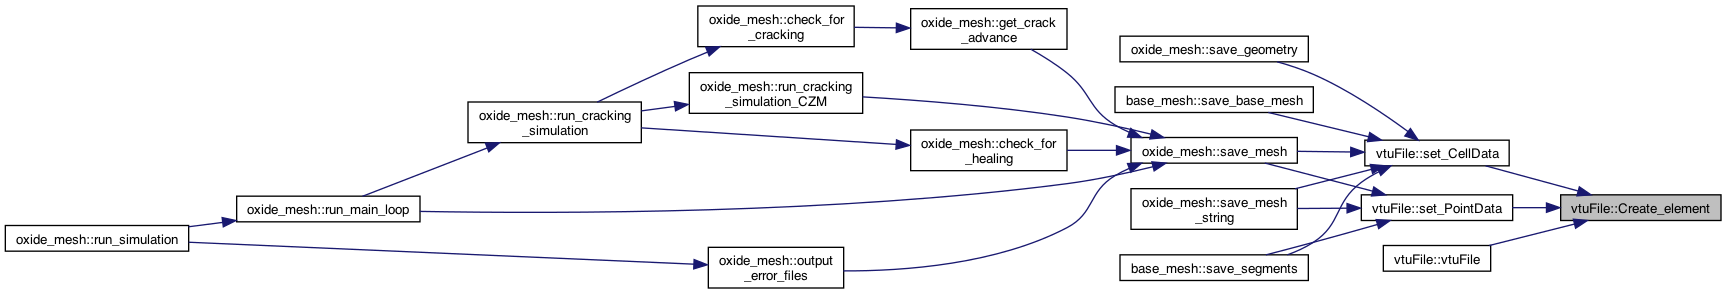 oxide_mesh::run_simulation
oxide_mesh::run_main_loop
oxide_mesh::run_cracking
_simulation
oxide_mesh::check_for
_cracking
oxide_mesh::run_cracking
_simulation_CZM
oxide_mesh::output
_error_files
oxide_mesh::get_crack
_advance
oxide_mesh::check_for
_healing
oxide_mesh::save_geometry
base_mesh::save_base_mesh
oxide_mesh::save_mesh
oxide_mesh::save_mesh
_string
base_mesh::save_segments
vtuFile::set_CellData
vtuFile::set_PointData
vtuFile::vtuFile
vtuFile::Create_element